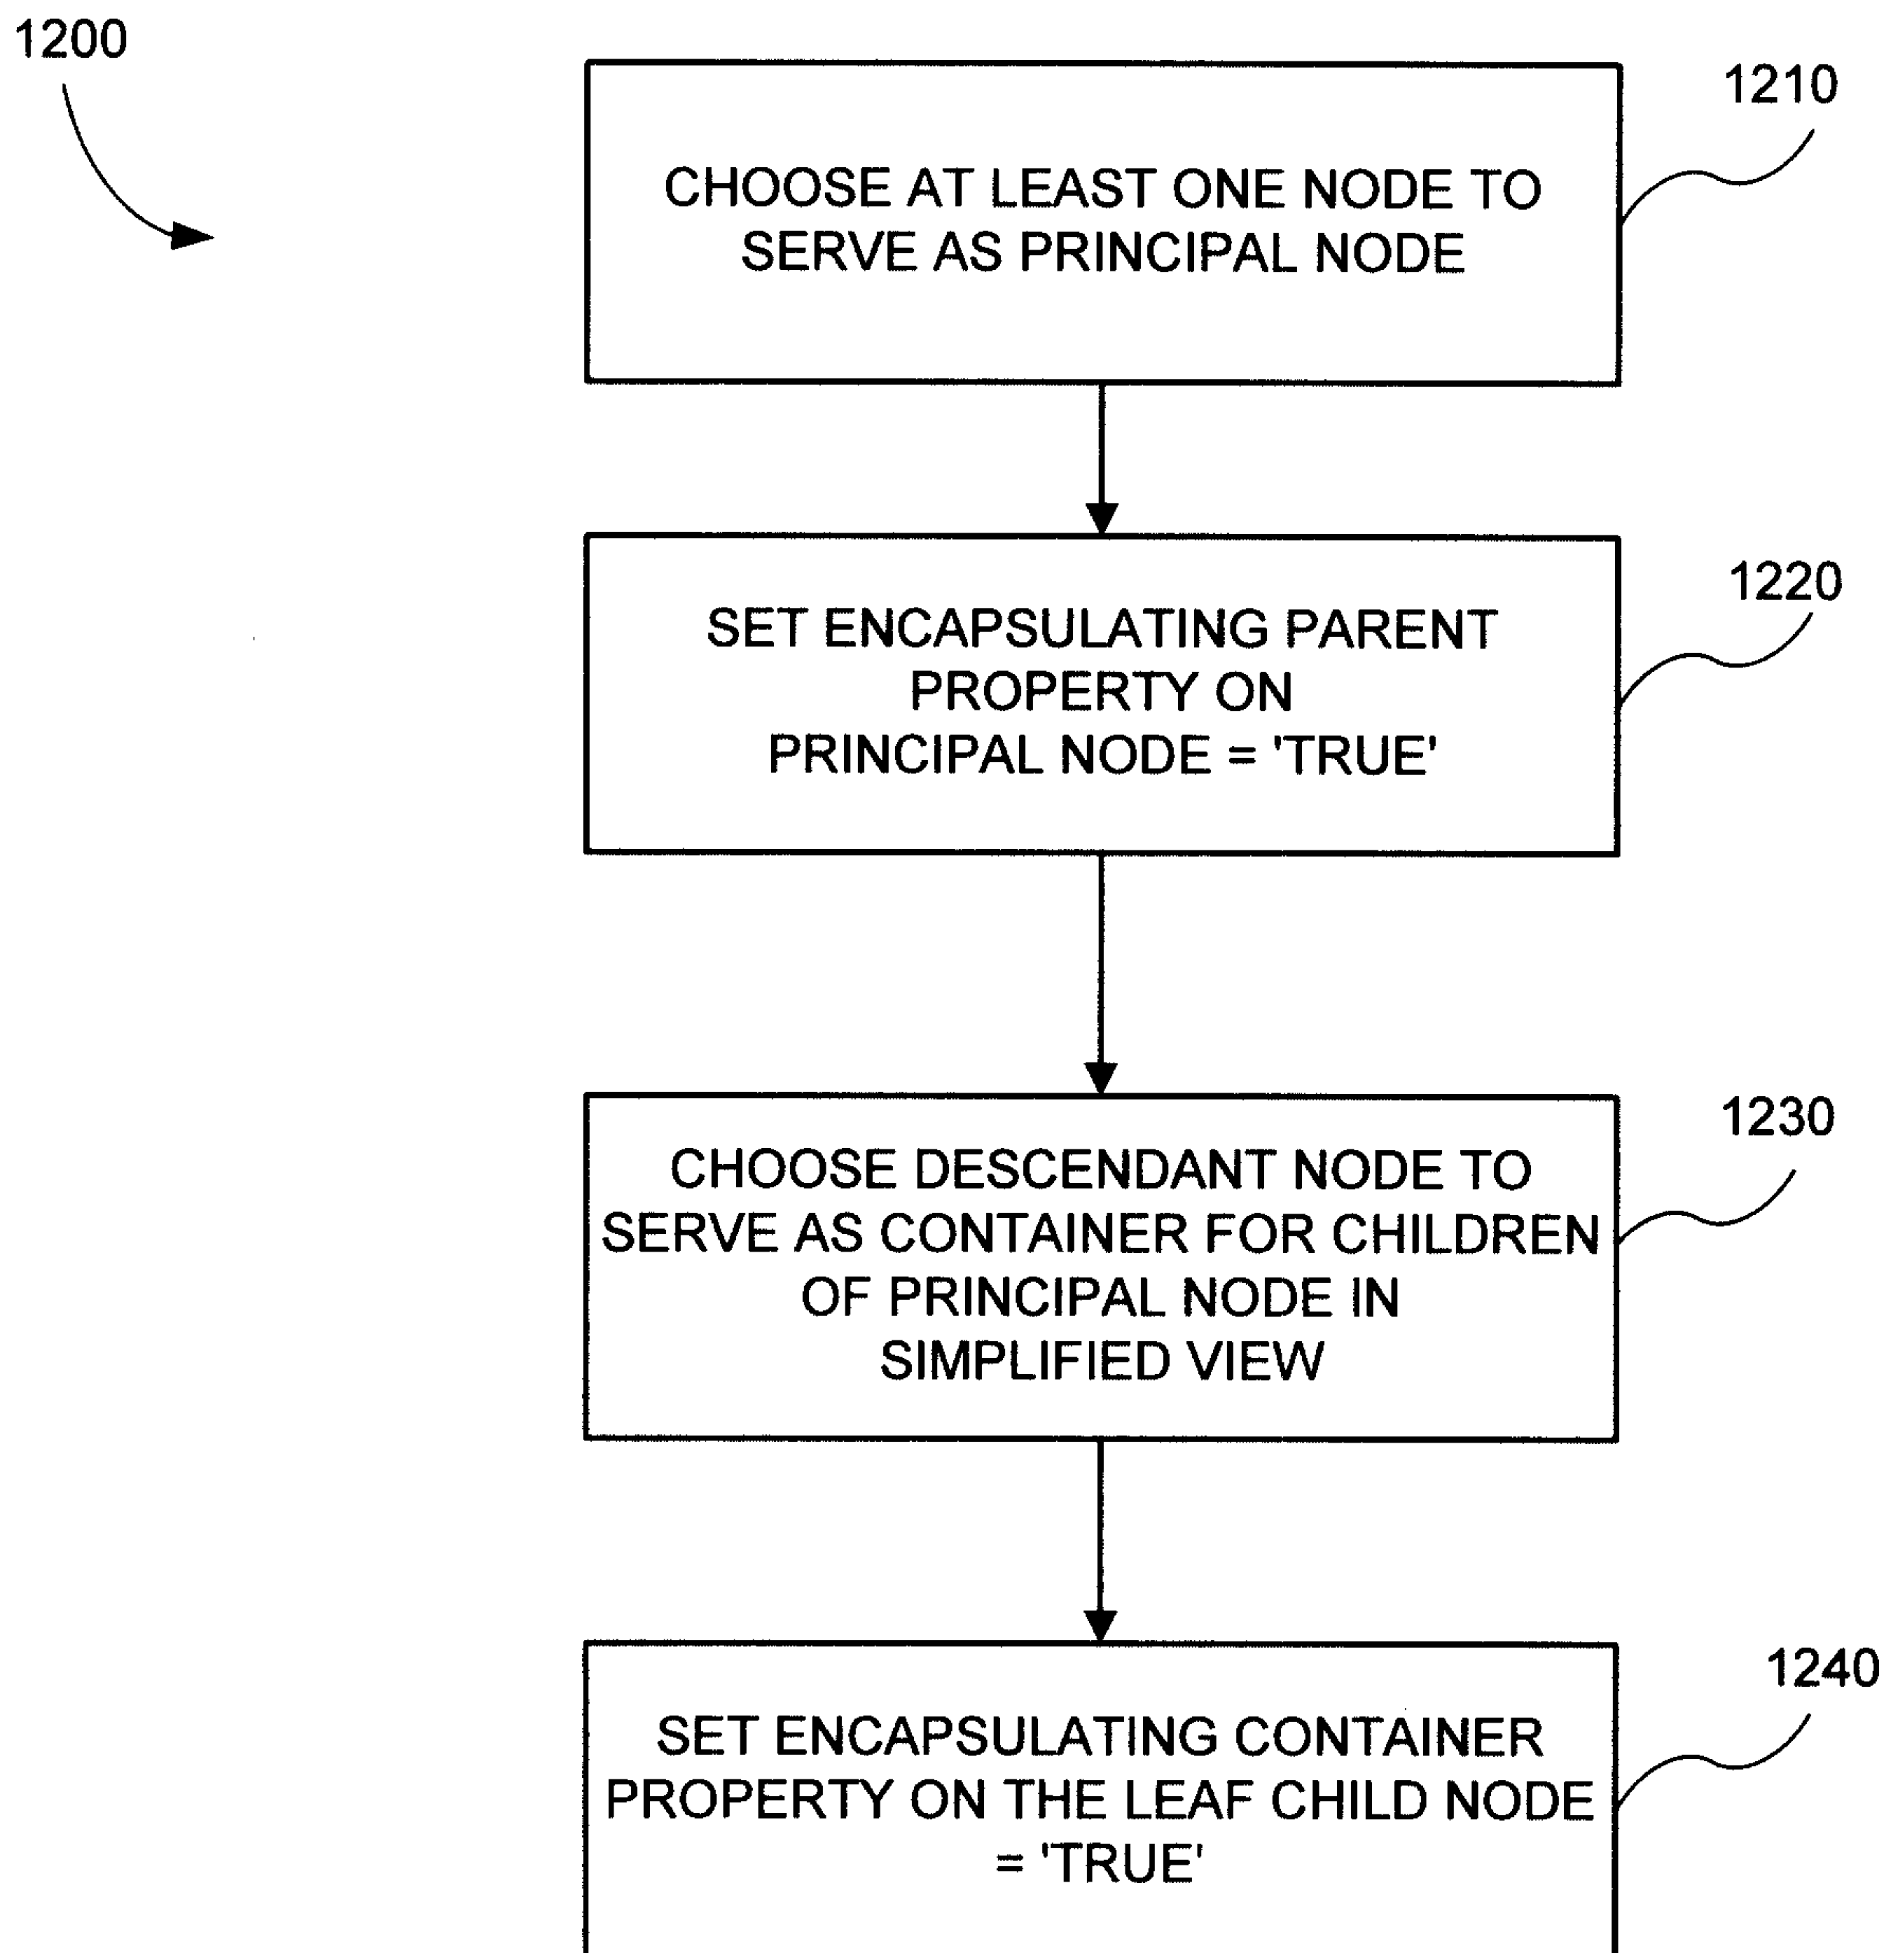 1200
1210
CHOOSE AT LEAST ONE NODE TO
SERVE AS PRINCIPAL NODE
1220
SET ENCAPSULATING PARENT
PROPERTY ON
PRINCIPAL NODE = 'TRUE'
1230
CHOOSE DESCENDANT NODE TO
SERVE AS CONTAINER FOR CHILDREN
OF PRINCIPAL NODE IN
SIMPLIFIED VIEW
1240
SET ENCAPSULATING CONTAINER
PROPERTY ON THE LEAF CHILD NODE
= 'TRUE'